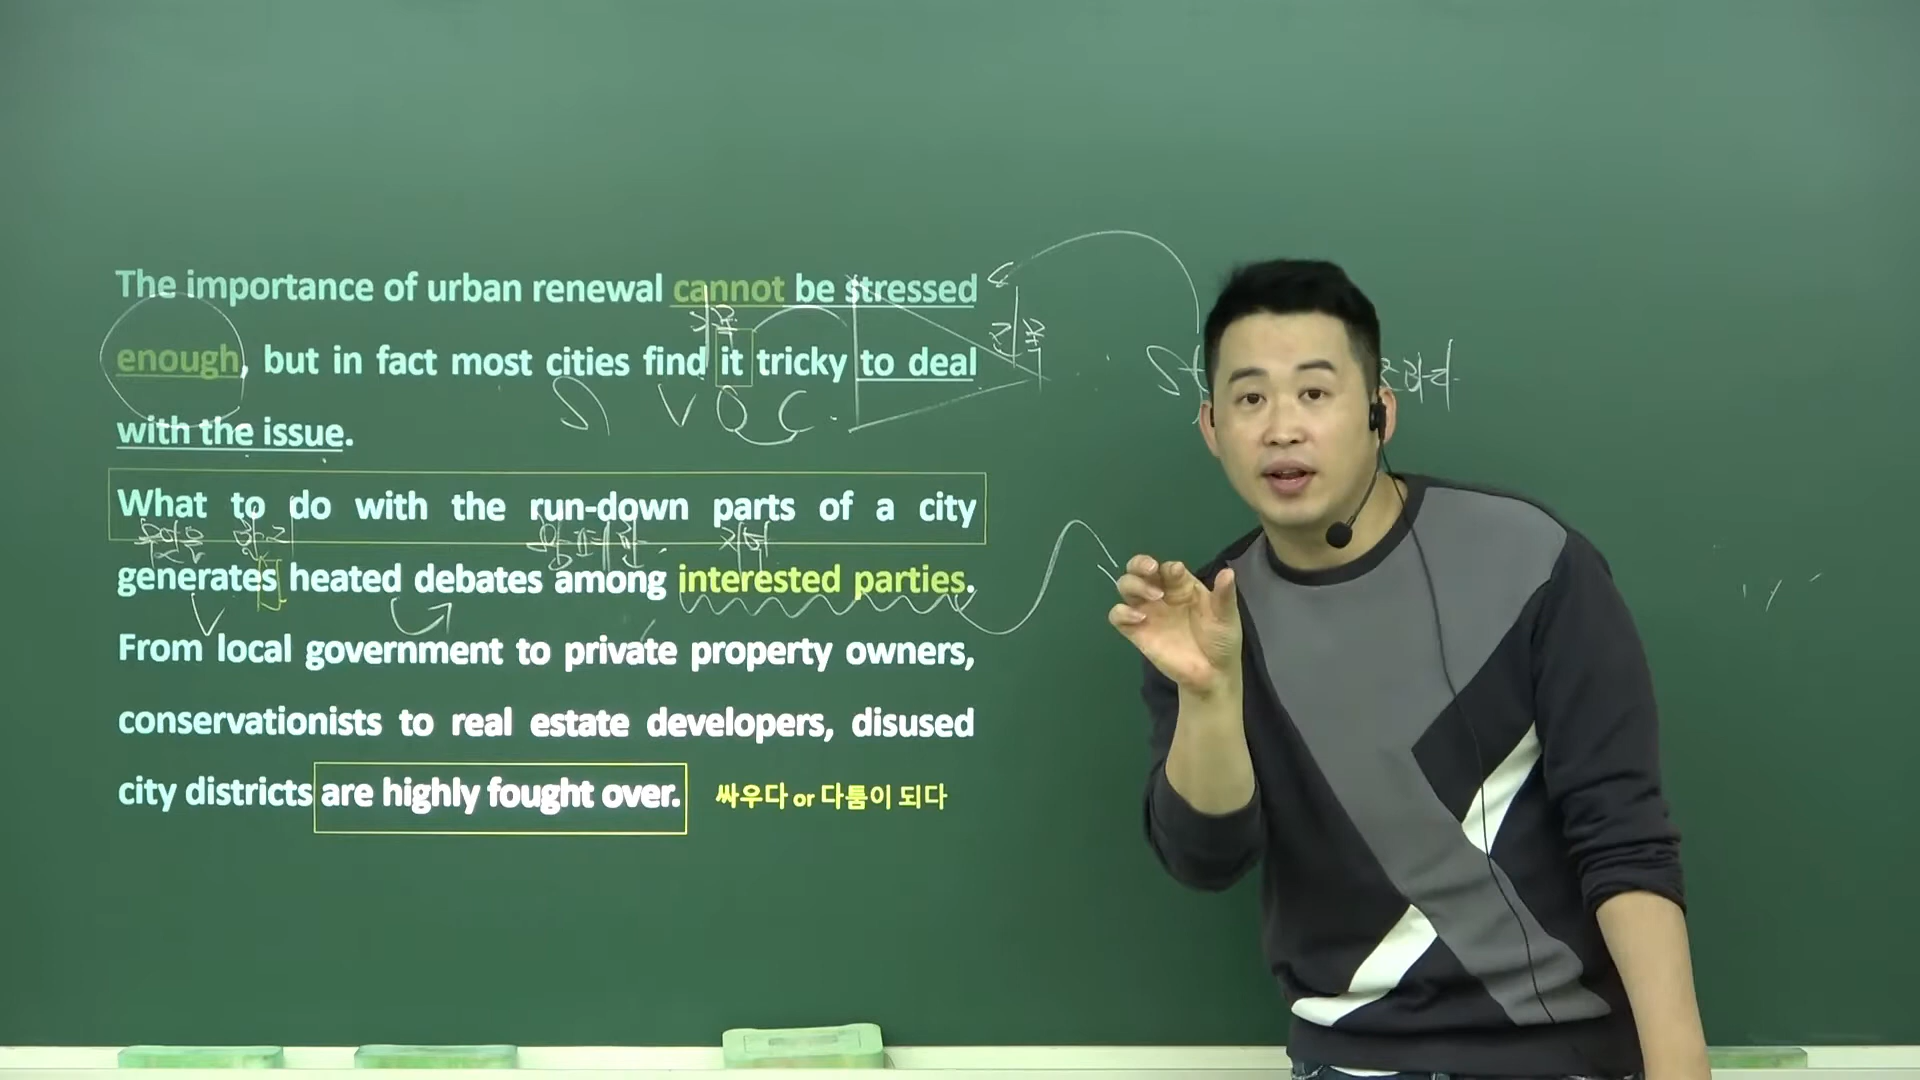 The importance of urban renewal cannot be stressed
enough, but in fact most cities find it tricky to deal
S V O C
with the issue.
What to do with the run-down parts of a city
generates heated debates among interested parties.
V
From local government to private property owners,
conservationists to real estate developers, disused
city districts are highly fought over. 싸우다 or 다툼이 되다